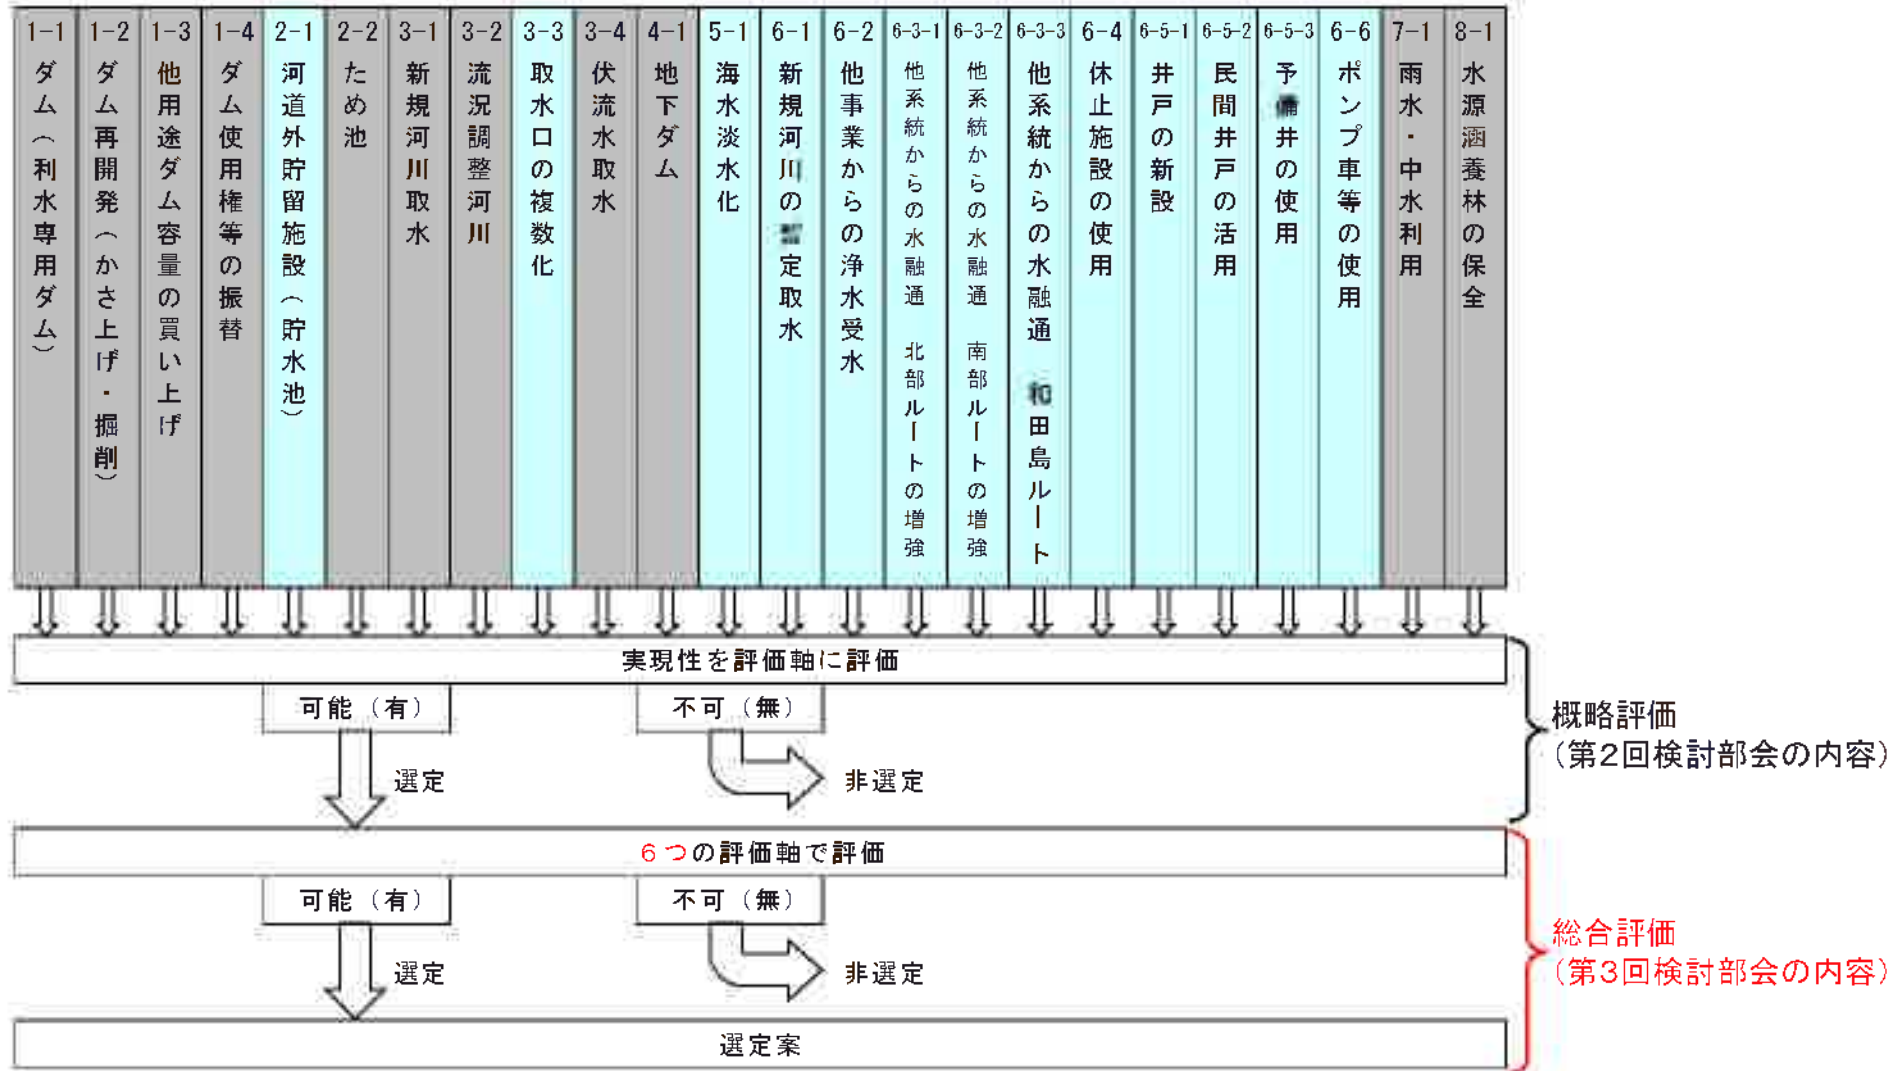 1-1 ダム（利水専用ダム）
1-2 ダム再開発（かさ上げ・掘削）
1-3 他用途ダム容量の買い上げ
1-4 ダム使用権等の振替
2-1 河道外貯留施設（貯水池）
2-2 ため池
3-1 新規河川取水
3-2 流況調整河川
3-3 取水口の複数化
3-4 伏流水取水
4-1 地下ダム
5-1 海水淡水化
6-1 新規河川の定取水
6-2 他事業からの浄水受水
6-3-1 他系統からの水融通 北部ルートの増強
6-3-2 他系統からの水融通 南部ルートの増強
6-3-3 他系統からの水融通 和田島ルート
6-4 休止施設の使用
6-5-1 井戸の新設
6-5-2 民間井戸の活用
6-5-3 予備井の使用
6-6 ポンプ車等の使用
7-1 雨水・中水利用
8-1 水源涵養林の保全
実現性を評価軸に評価
可能（有）
不可（無）
選定
非選定
概略評価
（第2回検討部会の内容）
６つの評価軸で評価
可能（有）
不可（無）
選定
非選定
総合評価
（第3回検討部会の内容）
選定案